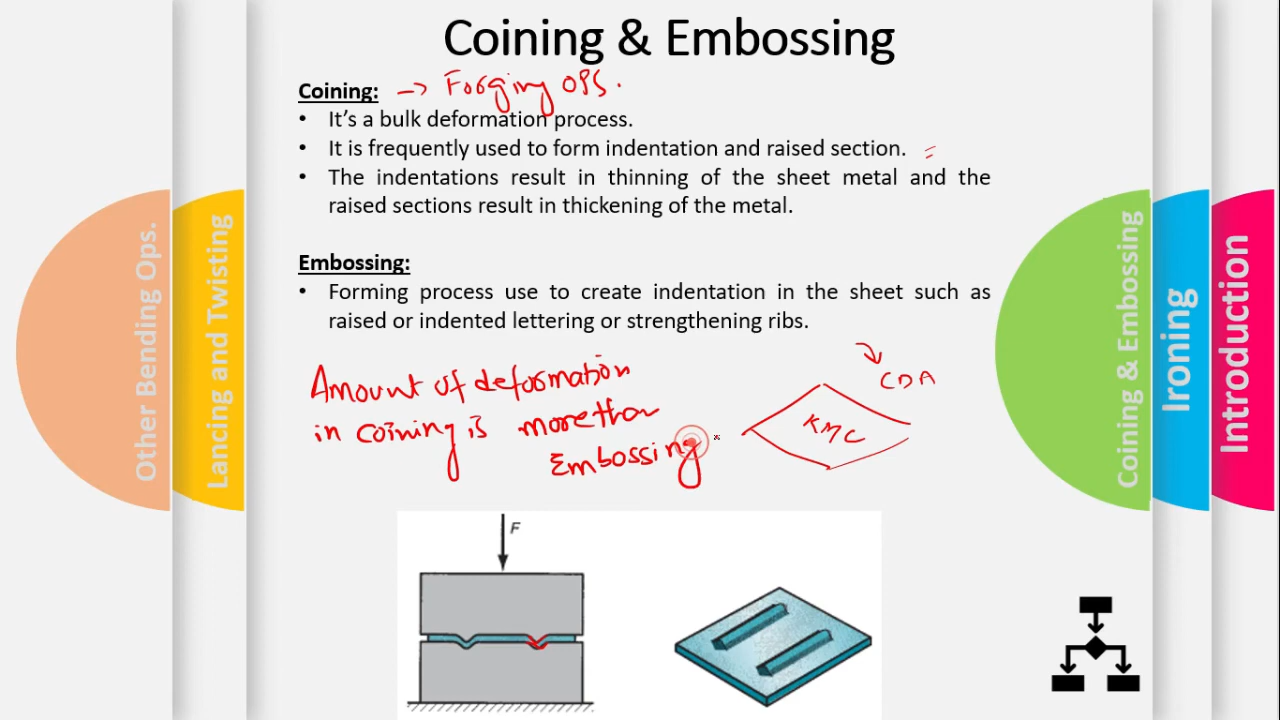 Coining & Embossing
Coining: → Forging OPS.
• It's a bulk deformation process.
• It is frequently used to form indentation and raised section.
• The indentations result in thinning of the sheet metal and the
raised sections result in thickening of the metal.
Embossing:
• Forming process use to create indentation in the sheet such as
raised or indented lettering or strengthening ribs.
Amount of deformation
in coining is more than
Embossing
CDA
KMC
F
Other Bending Ops.
Lancing and Twisting
Coining & Embossing
Ironing
Introduction